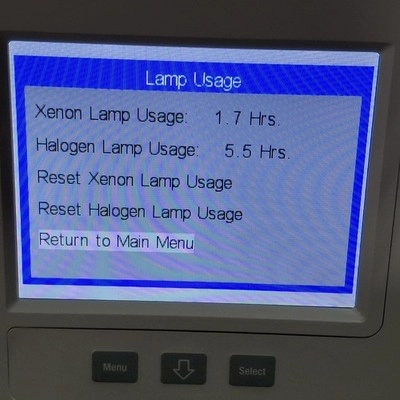 Lamp Usage
Xenon Lamp Usage: 1.7 Hrs.
Halogen Lamp Usage: 5.5 Hrs.
Reset Xenon Lamp Usage
Reset Halogen Lamp Usage
Return to Main Menu
Menu Select